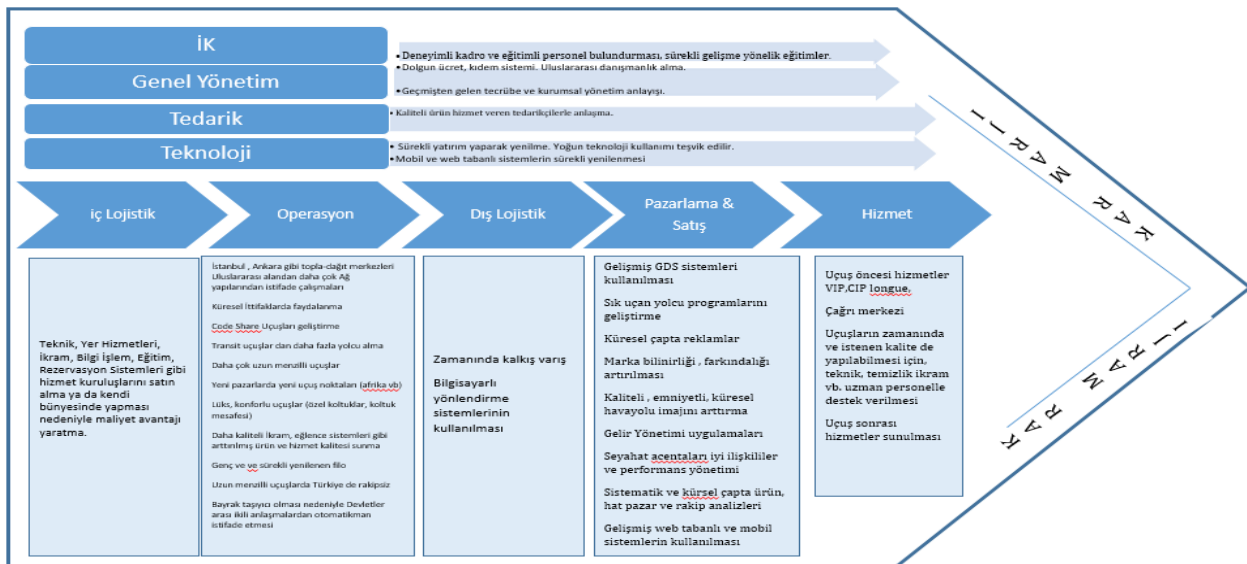 İK
• Deneyimli kadro ve eğitimli personel bulundurması, sürekli gelişme yönelik eğitimler.
Genel Yönetim
• Dolgun ücret, kıdem sistemi. Uluslararası danışmanlık alma.
• Geçmişten gelen tecrübe ve kurumsal yönetim anlayışı.
Tedarik
• Kaliteli ürün hizmet veren tedarikçilerle anlaşma.
Teknoloji
• Sürekli yatırım yaparak yenilme. Yoğun teknoloji kullanımı teşvik edilir.
• Mobil ve web tabanlı sistemlerin sürekli yenilenmesi
KAR MARJI
iç Lojistik
Operasyon
Dış Lojistik
Pazarlama &
Satış
Hizmet
Teknik, Yer Hizmetleri,
İkram, Bilgi İşlem, Eğitim,
Rezervasyon Sistemleri gibi
hizmet kuruluşlarını satın
alma ya da kendi
bünyesinde yapması
nedeniyle maliyet avantajı
yaratma.
İstanbul , Ankara gibi topla-dağıt merkezleri
Uluslararası alandan daha çok Ağ
yapılarından istifade çalışmaları
Küresel İttifaklarda faydalanma
Code Share Uçuşları geliştirme
Transit uçuşlar dan daha fazla yolcu alma
Daha çok uzun menzilli uçuşlar
Yeni pazarlarda yeni uçuş noktaları (afrika vb)
Lüks, konforlu uçuşlar (özel koltuklar, koltuk
mesafesi)
Daha kaliteli İkram, eğlence sistemleri gibi
arttırılmış ürün ve hizmet kalitesi sunma
Genç ve ve sürekli yenilenen filo
Uzun menzilli uçuşlarda Türkiye de rakipsiz
Bayrak taşıyıcı olması nedeniyle Devletler
arası ikili anlaşmalardan otomatikman
istifade etmesi
Zamanında kalkış varış
Bilgisayarlı
yönlendirme
sistemlerinin
kullanılması
Gelişmiş GDS sistemleri
kullanılması
Sık uçan yolcu programlarını
geliştirme
Küresel çapta reklamlar
Marka bilinirliği , farkındalığı
artırılması
Kaliteli , emniyetli, küresel
havayolu imajını arttırma
Gelir Yönetimi uygulamaları
Seyahat acentaları iyi ilişkililer
ve performans yönetimi
Sistematik ve kürsel çapta ürün,
hat pazar ve rakip analizleri
Gelişmiş web tabanlı ve mobil
sistemlerin kullanılması
Uçuş öncesi hizmetler
VIP,CIP longue,
Çağrı merkezi
Uçuşların zamanında
ve istenen kalite de
yapılabilmesi için,
teknik, temizlik ikram
vb. uzman personelle
destek verilmesi
Uçuş sonrası
hizmetler sunulması
KAR MARJI